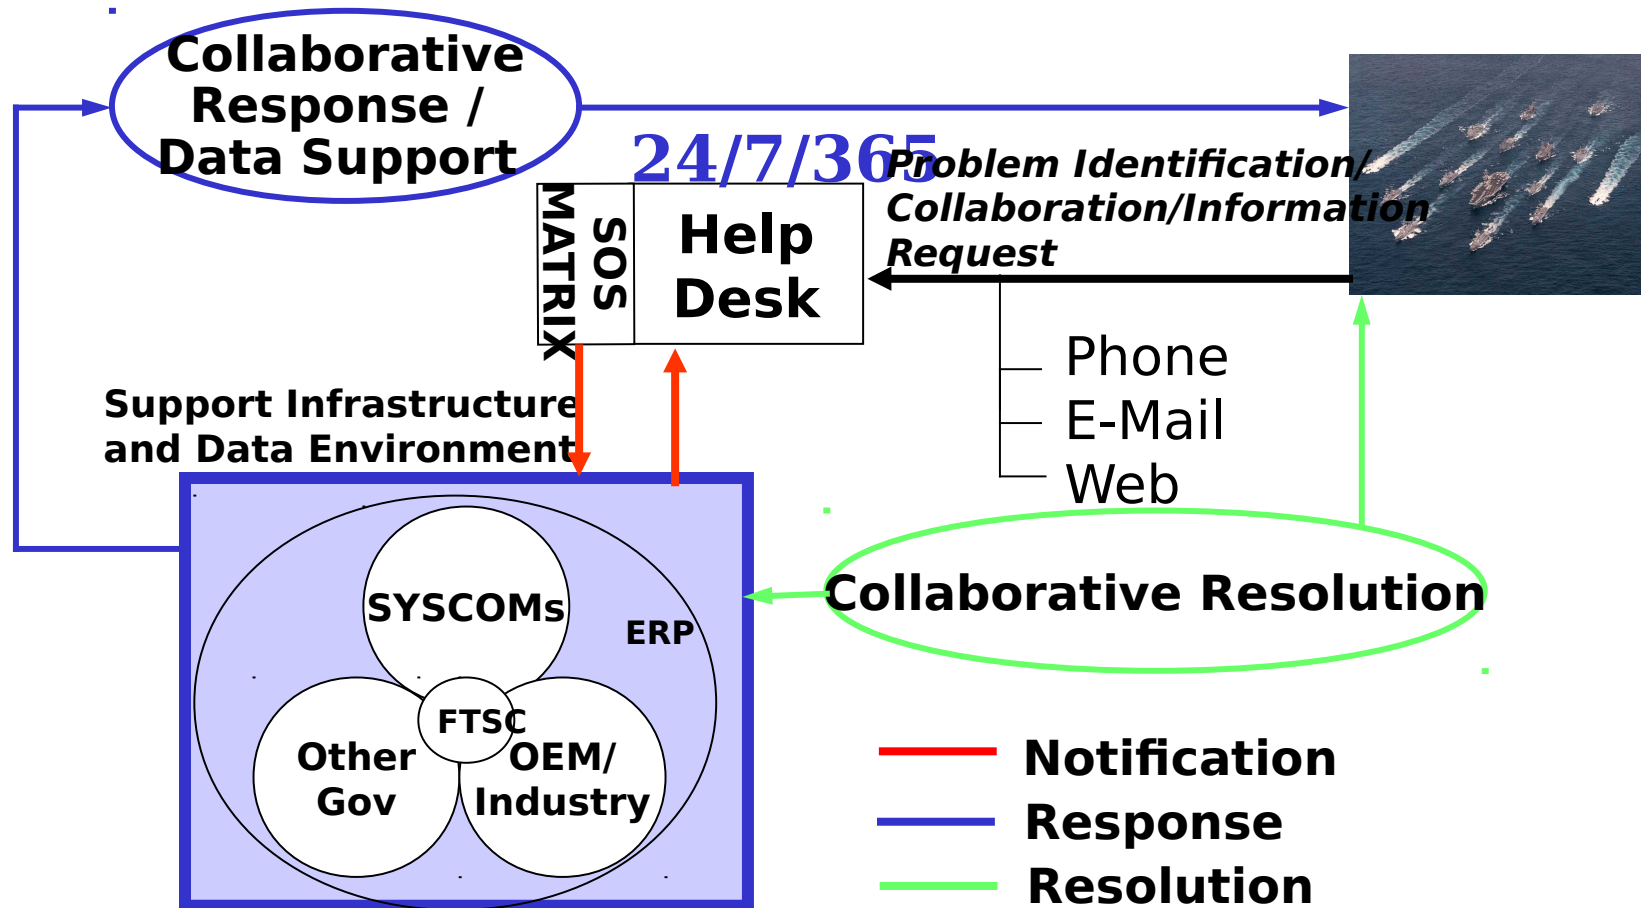 Collaborative
Response /
Data Support
24/7/365
Problem Identification/
Collaboration/Information
Request
SOS
MATRIX
Help
Desk
Phone
E-Mail
Web
Support Infrastructure
and Data Environment
SYSCOMs
ERP
FTSC
Other
Gov
OEM/
Industry
Collaborative Resolution
Notification
Response
Resolution